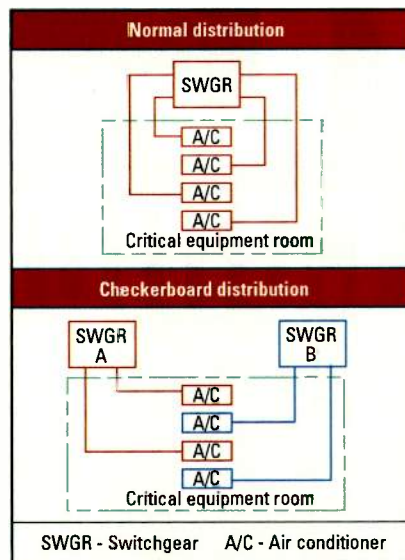 Normal distribution
SWGR
A/C
A/C
A/C
A/C
Critical equipment room
Checkerboard distribution
SWGR
A
SWGR
B
A/C
A/C
A/C
A/C
Critical equipment room
SWGR - Switchgear A/C - Air conditioner